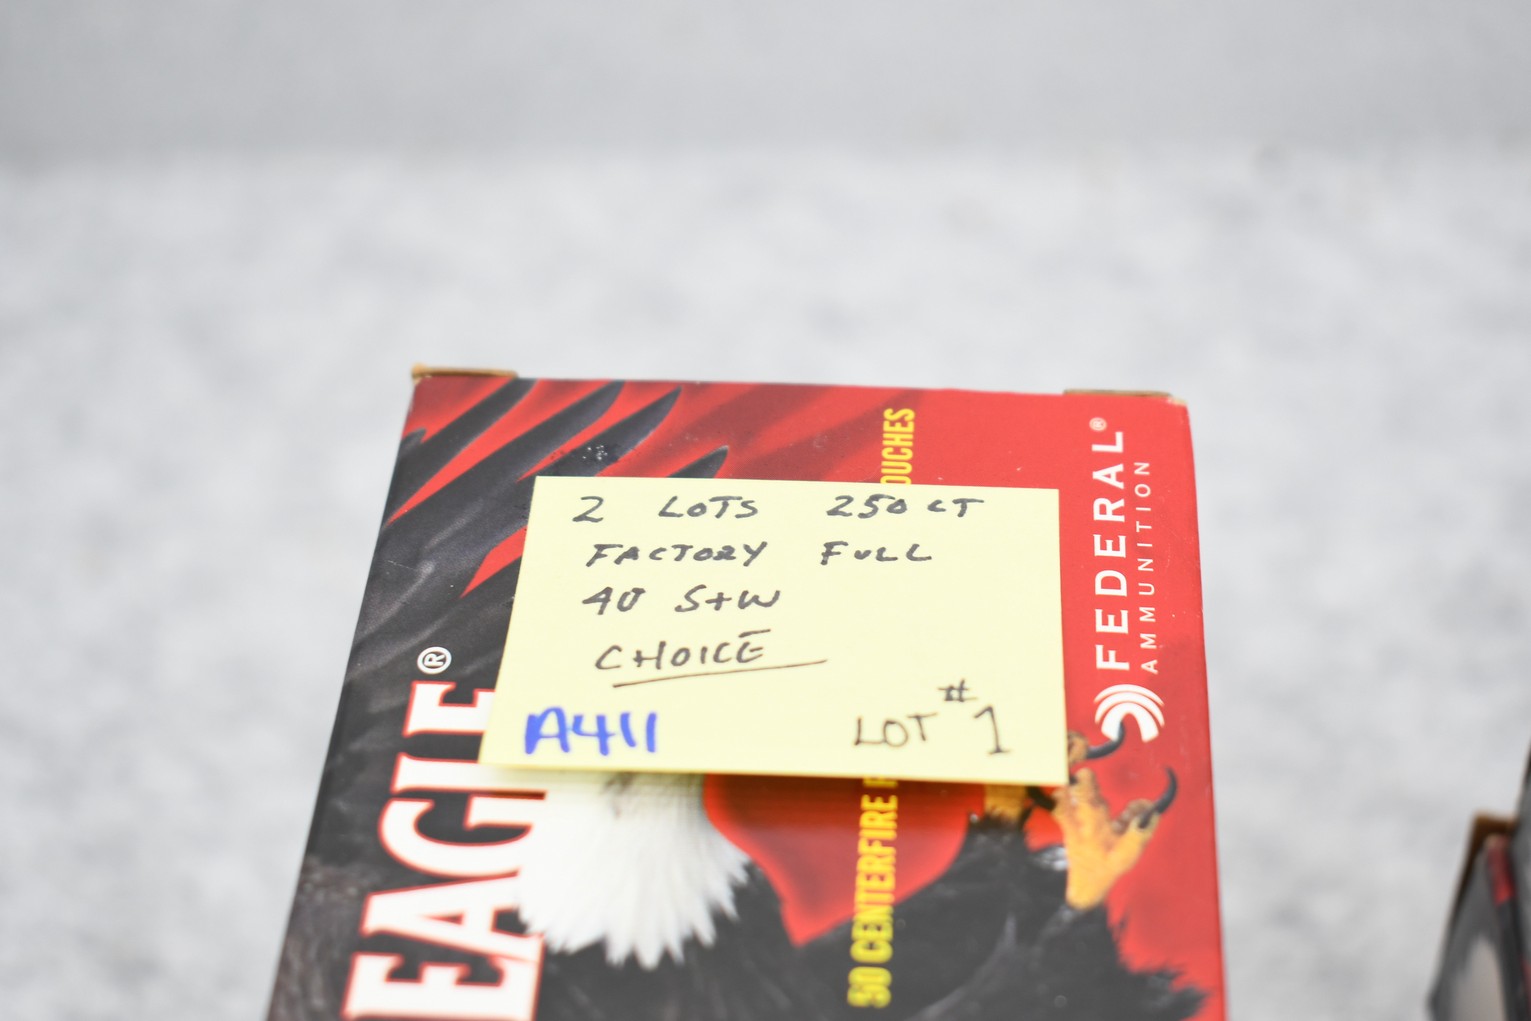 2 LOTS 250 CT
FACTORY FULL
40 S+W
CHOICE
A411
LOT #1
EAGLE®
50 CENTERFIRE
FEDERAL®
AMMUNITION